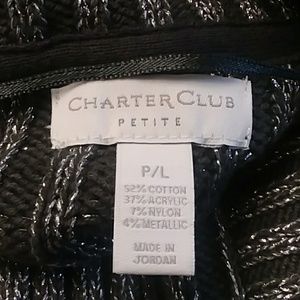 CHARTER CLUB
PETITE
P/L
52% COTTON
37% ACRYLIC
7% NYLON
4% METALLIC
MADE IN
JORDAN